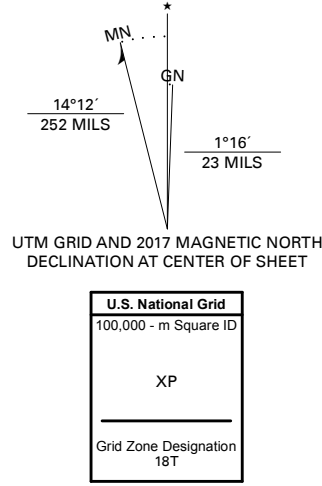 MN
GN
14°12´
252 MILS
1°16´
23 MILS
UTM GRID AND 2017 MAGNETIC NORTH
DECLINATION AT CENTER OF SHEET
U.S. National Grid
100,000 - m Square ID
XP
Grid Zone Designation
18T